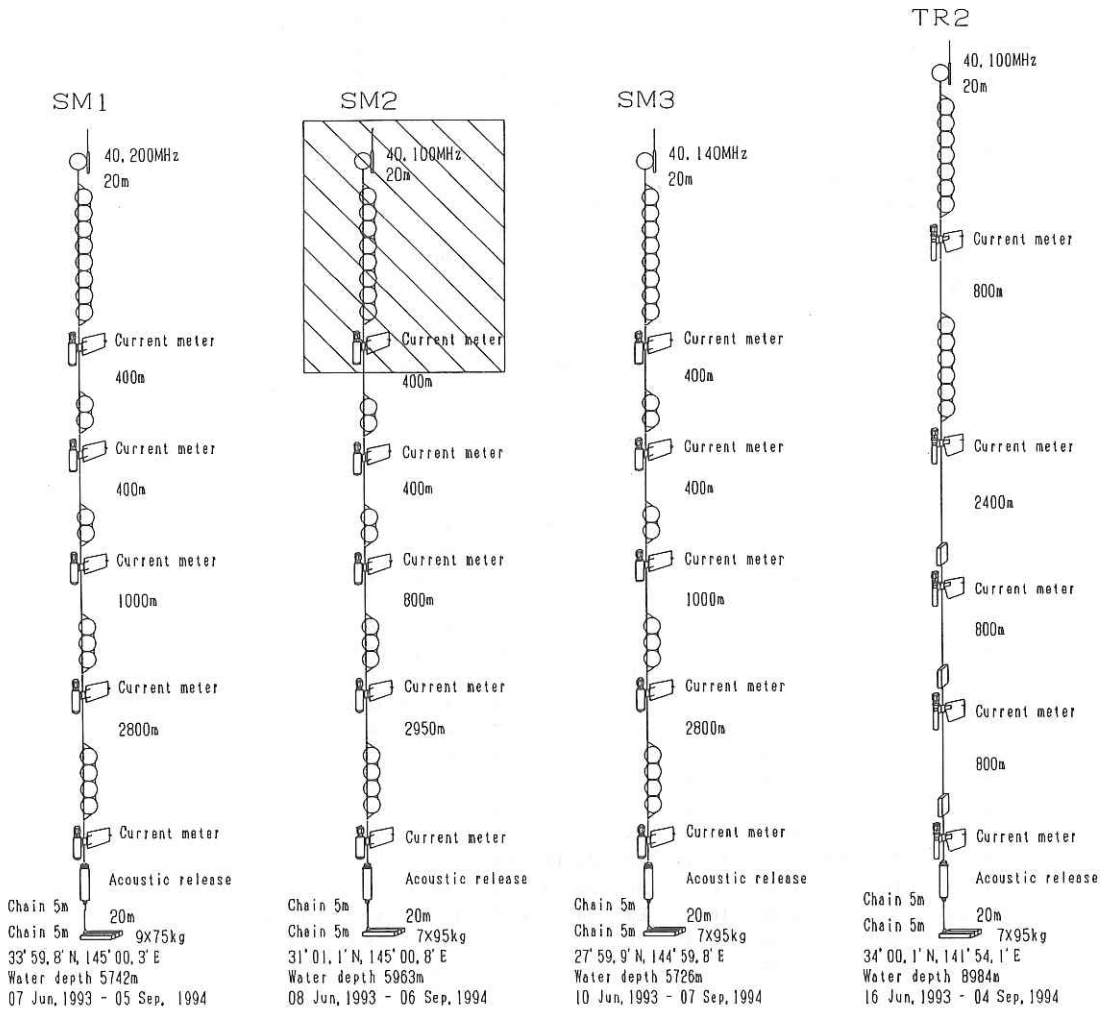 SM1
40, 200MHz
20m
Current meter
400m
Current meter
400m
Current meter
1000m
Current meter
2800m
Current meter
Acoustic release
Chain 5m
20m
Chain 5m
9X75kg
33°59, 8' N, 145°00, 3' E
Water depth 5742m
07 Jun, 1993 - 05 Sep, 1994
SM2
40, 100MHz
20m
Current meter
400m
Current meter
400m
Current meter
800m
Current meter
2950m
Current meter
Acoustic release
Chain 5m
20m
Chain 5m
7X95kg
31°01, 1' N, 145°00, 8' E
Water depth 5963m
08 Jun, 1993 - 06 Sep, 1994
SM3
40, 140MHz
20m
Current meter
400m
Current meter
400m
Current meter
1000m
Current meter
2800m
Current meter
Acoustic release
Chain 5m
20m
Chain 5m
7X95kg
27°59, 9' N, 144°59, 8' E
Water depth 5726m
10 Jun, 1993 - 07 Sep, 1994
TR2
40, 100MHz
20m
Current meter
800m
Current meter
2400m
Current meter
800m
Current meter
800m
Current meter
Acoustic release
Chain 5m
20m
Chain 5m
7X95kg
34°00, 1' N, 141°54, 1' E
Water depth 8984m
16 Jun, 1993 - 04 Sep, 1994